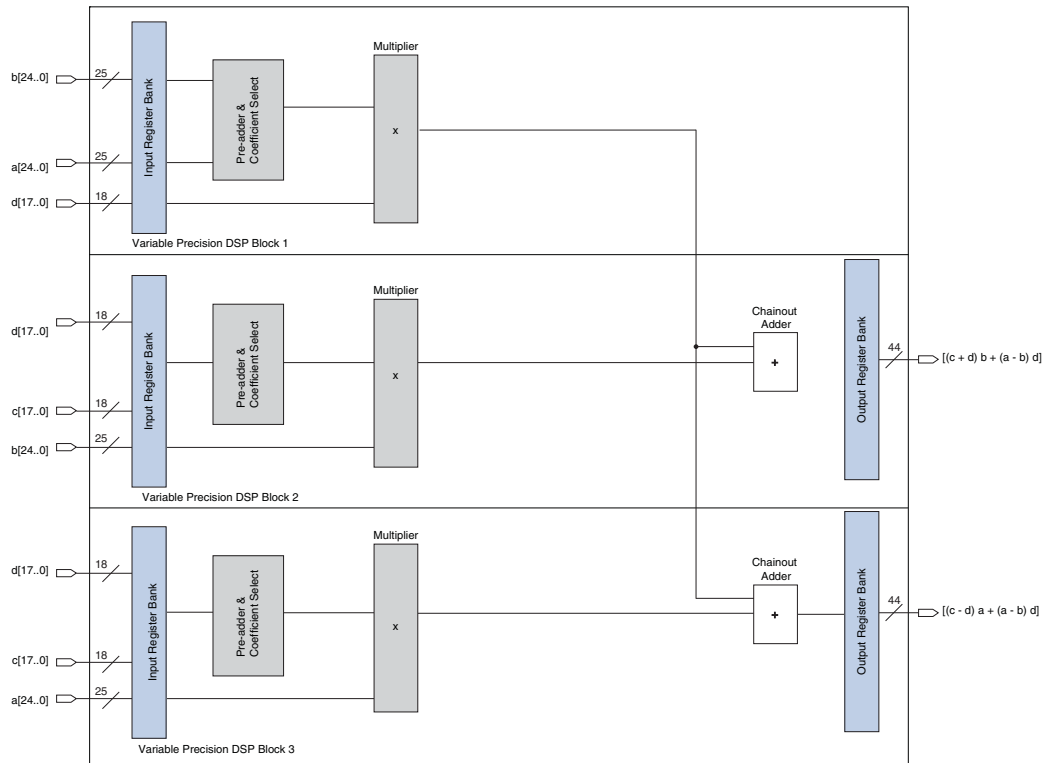 Multiplier
b[24..0]
25
Input Register Bank
Pre-adder &
Coefficient Select
x
a[24..0]
25
d[17..0]
18
Variable Precision DSP Block 1
Multiplier
d[17..0]
18
Input Register Bank
Pre-adder &
Coefficient Select
x
Chainout
Adder
+
Output Register Bank
44
[(c + d) b + (a - b) d]
c[17..0]
18
b[24..0]
25
Variable Precision DSP Block 2
Multiplier
d[17..0]
18
Input Register Bank
Pre-adder &
Coefficient Select
x
Chainout
Adder
+
Output Register Bank
44
[(c - d) a + (a - b) d]
c[17..0]
18
a[24..0]
25
Variable Precision DSP Block 3